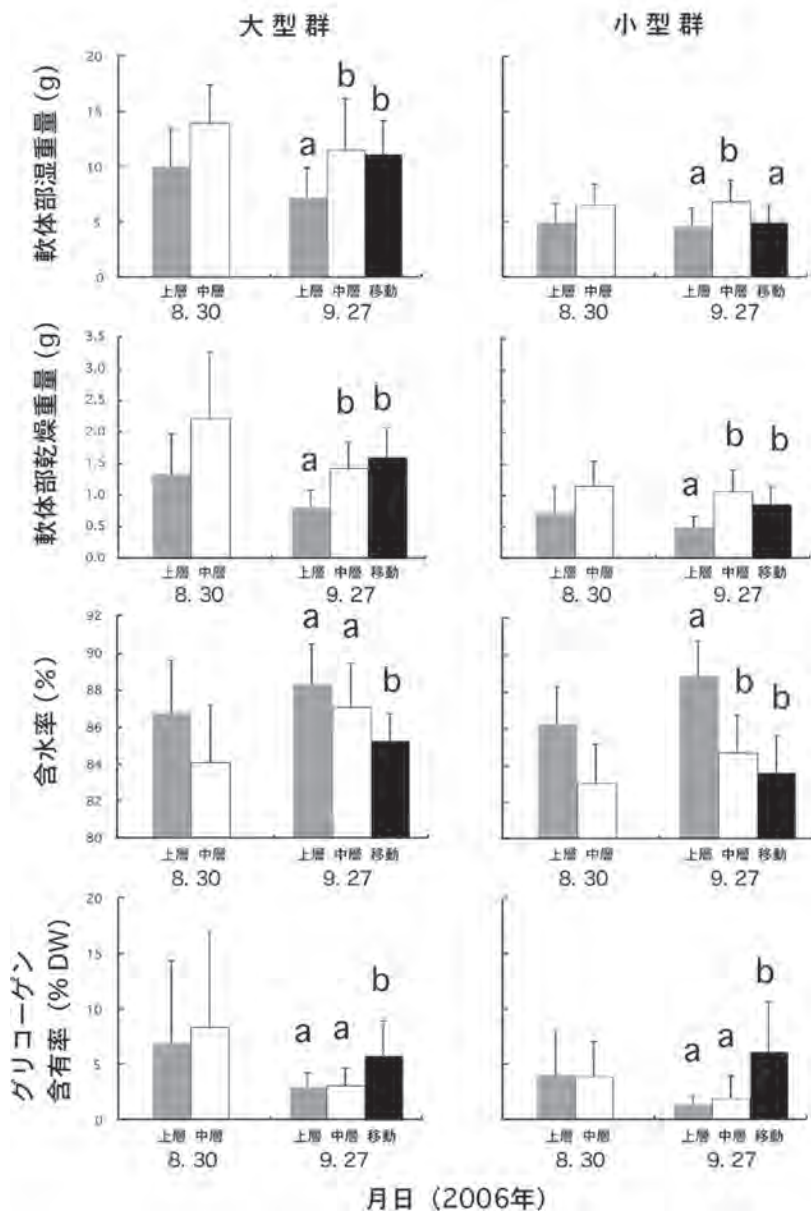 大型群 小型群
軟体部湿重量 (g)
20
15
10
5
0
a b b
a b a
上層 中層 上層 中層 移動
8. 30 9. 27
上層 中層 上層 中層 移動
8. 30 9. 27
軟体部乾燥重量 (g)
3.5
3.0
2.5
2.0
1.5
1.0
0.5
0.0
a b b
a b b
上層 中層 上層 中層 移動
8. 30 9. 27
上層 中層 上層 中層 移動
8. 30 9. 27
含水率 (%)
92
90
88
86
84
82
80
a a b
a b b
上層 中層 上層 中層 移動
8. 30 9. 27
上層 中層 上層 中層 移動
8. 30 9. 27
グリコーゲン
含有率 (% DW)
20
15
10
5
0
a a b
a a b
上層 中層 上層 中層 移動
8. 30 9. 27
上層 中層 上層 中層 移動
8. 30 9. 27
月日 (2006年)